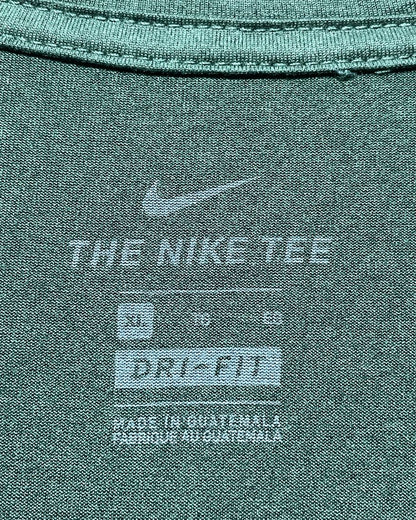 THE NIKE TEE
XL TG EG
DRI-FIT
MADE IN GUATEMALA
FABRIQUÉ AU GUATEMALA